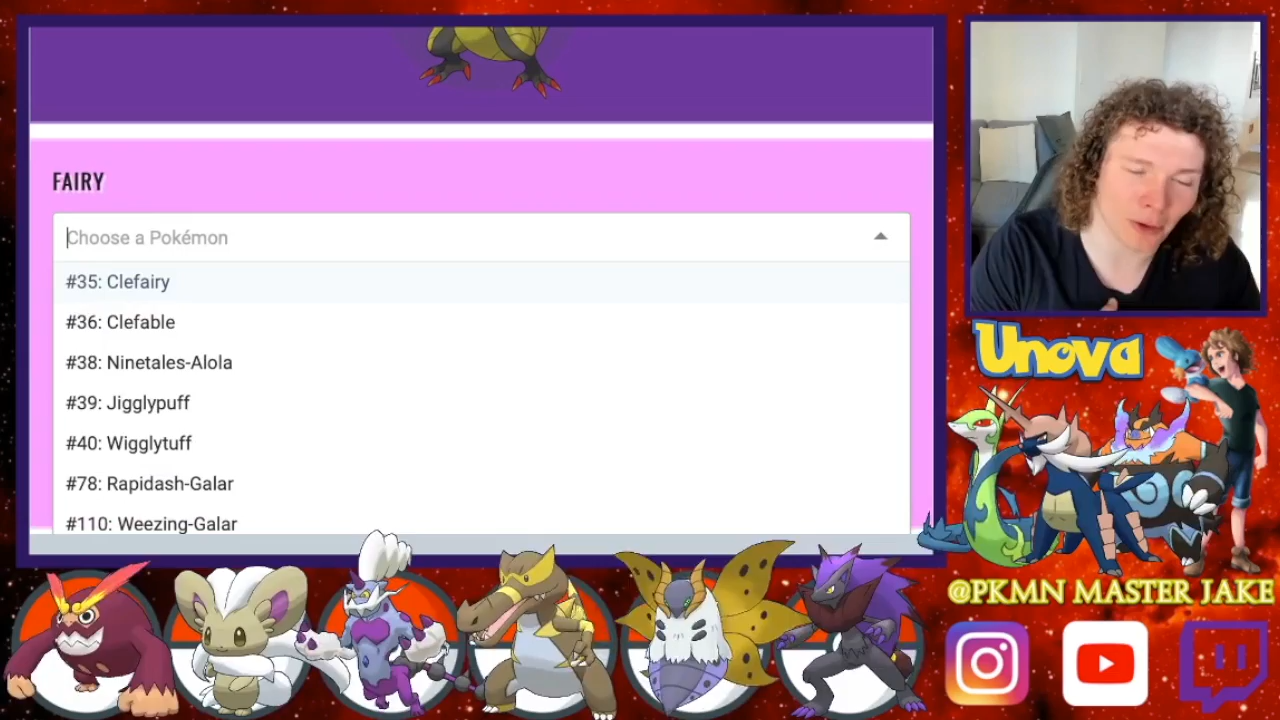 FAIRY
Choose a Pokémon
#35: Clefairy
#36: Clefable
#38: Ninetales-Alola
#39: Jigglypuff
#40: Wigglytuff
#78: Rapidash-Galar
#110: Weezing-Galar
Unova
@PKMN MASTER JAKE